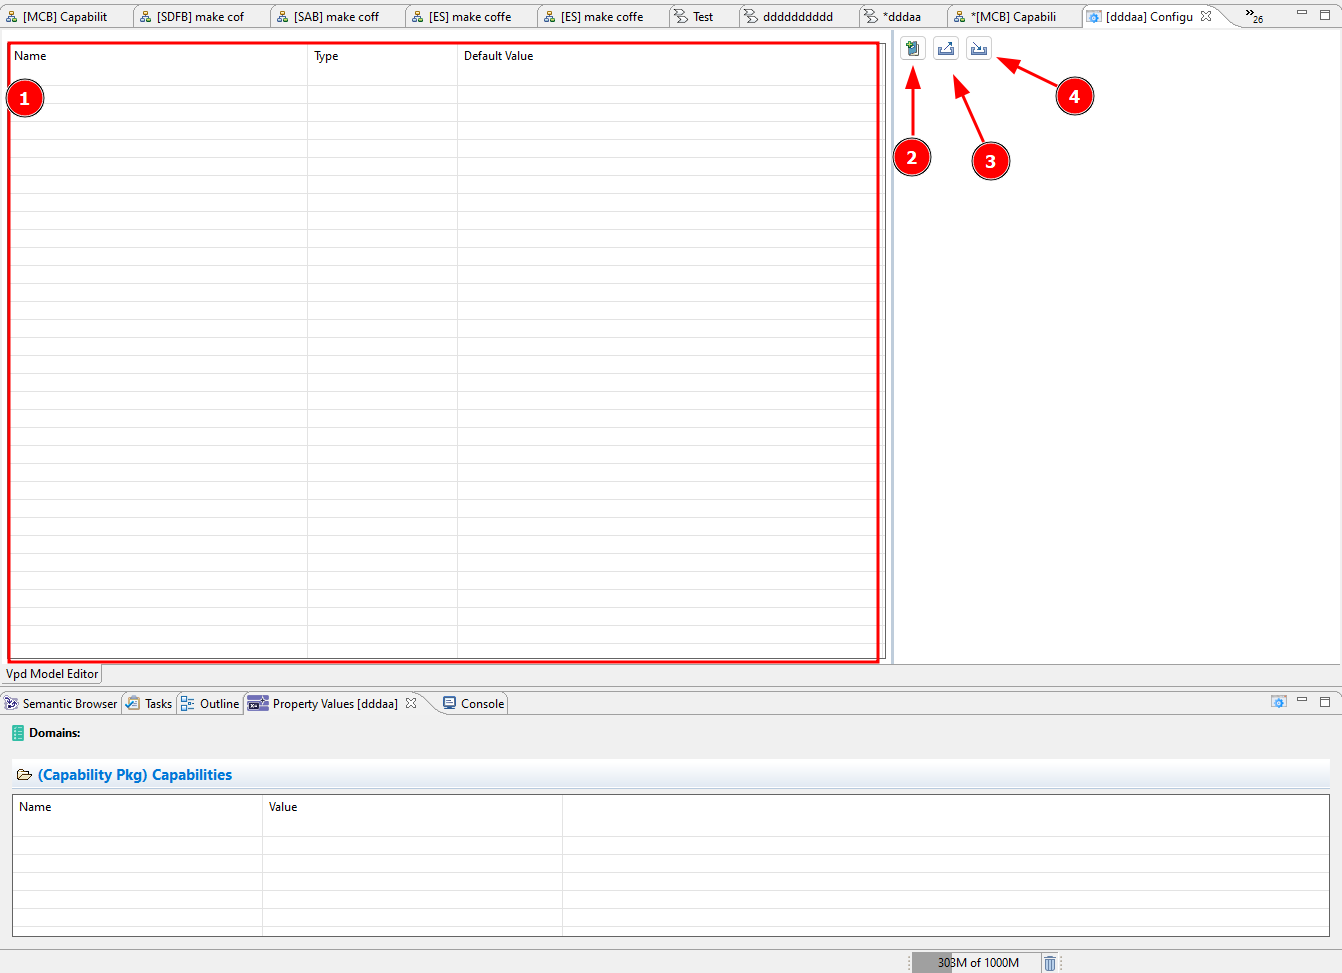 [MCB] Capabilit [SDFB] make cof [SAB] make coff [ES] make coffe [ES] make coffe Test dddddddddd *dddaa *[MCB] Capabili [dddaa] Configu » 26
Name Type Default Value
1
2
3
4
Vpd Model Editor
Semantic Browser Tasks Outline Property Values [dddaa] Console
Domains:
(Capability Pkg) Capabilities
Name Value
303M of 1000M